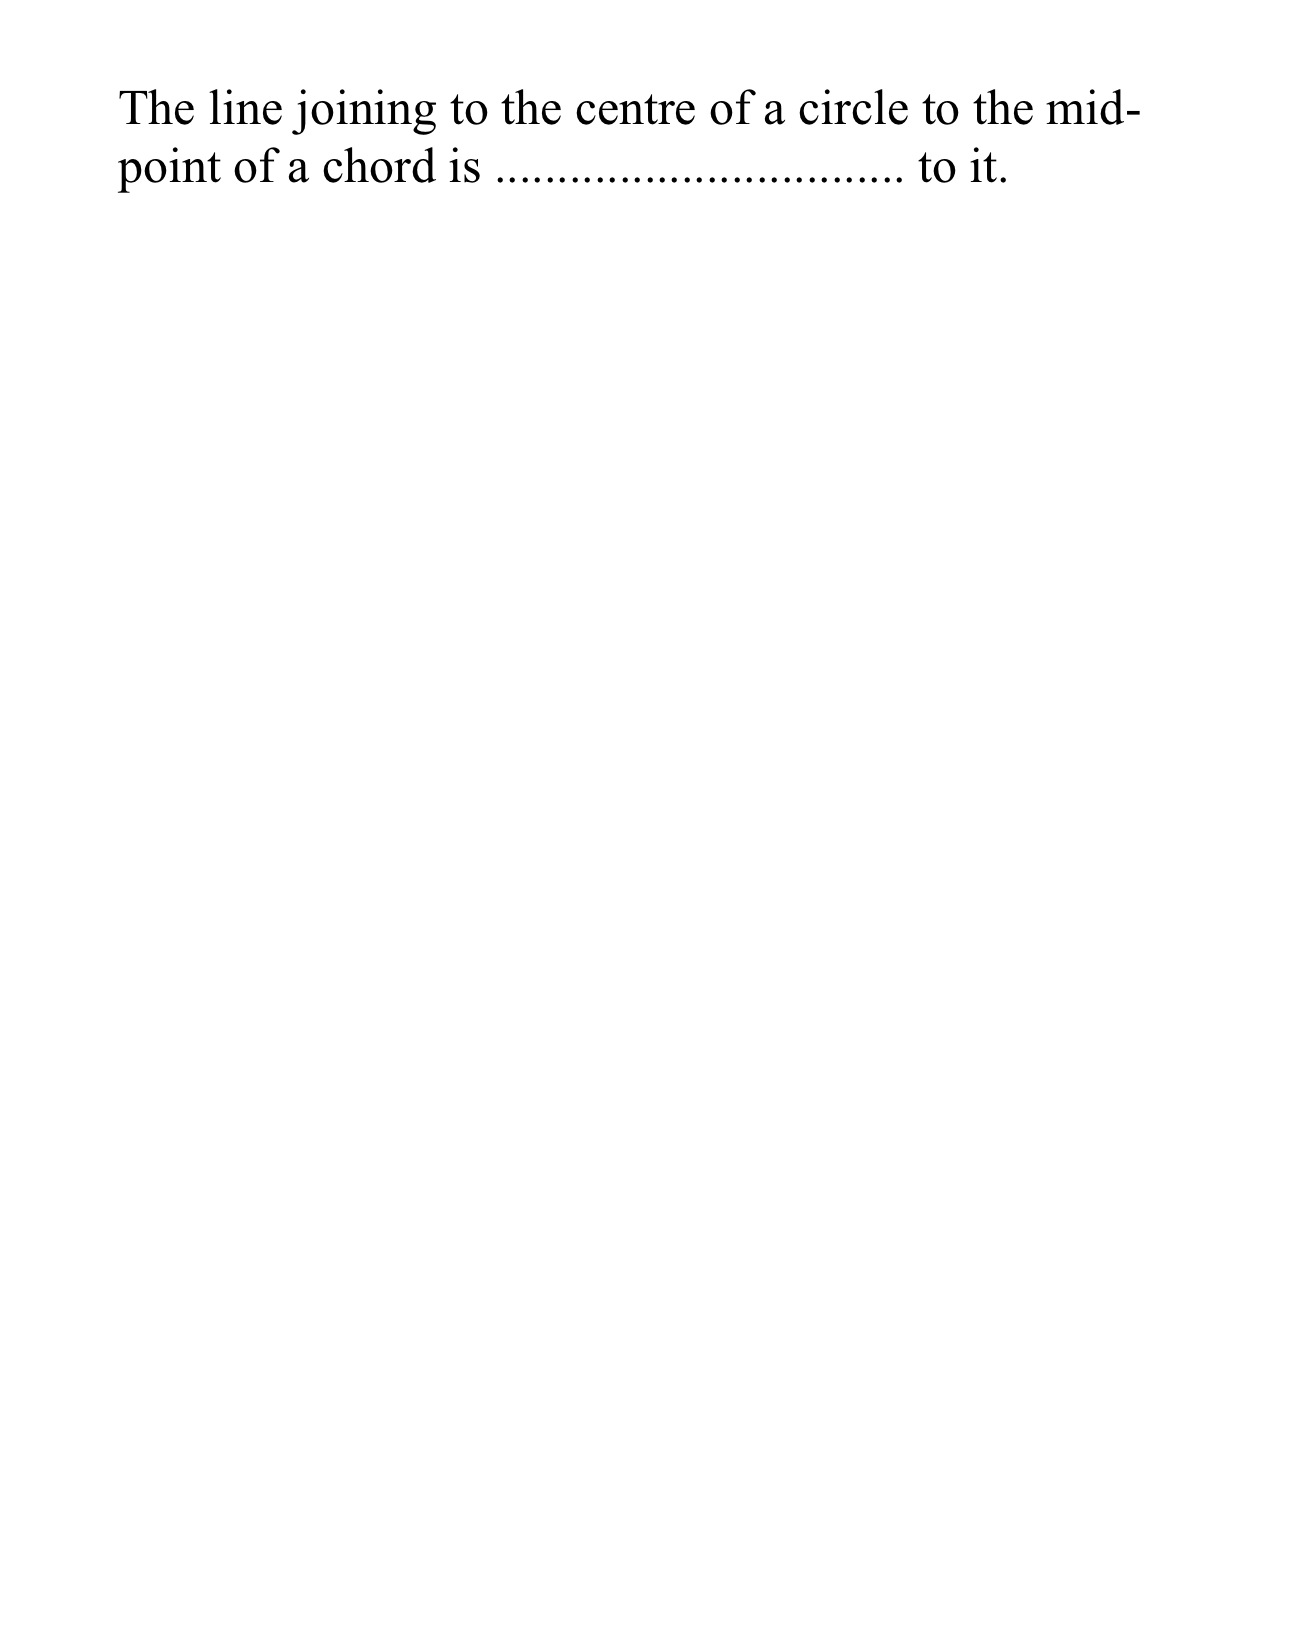 The line joining to the centre of a circle to the mid-
point of a chord is ................................. to it.